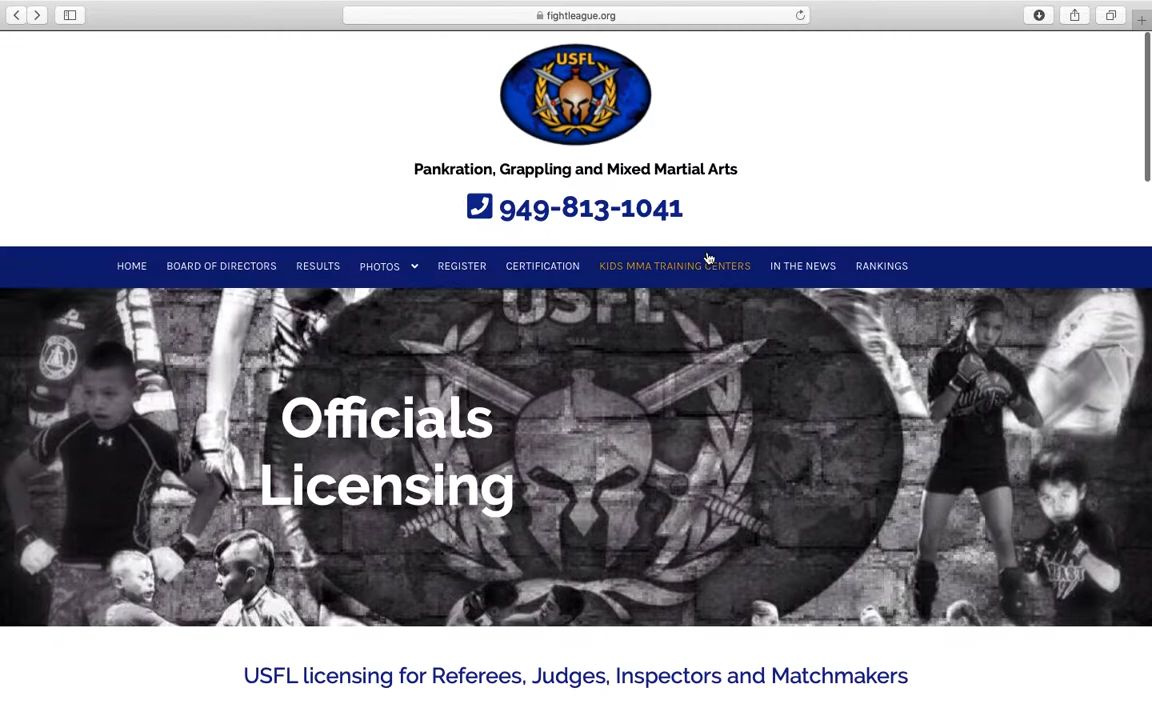 fightleague.org
USFL
Pankration, Grappling and Mixed Martial Arts
949-813-1041
HOME BOARD OF DIRECTORS RESULTS PHOTOS REGISTER CERTIFICATION KIDS MMA TRAINING CENTERS IN THE NEWS RANKINGS
USFL
Officials
Licensing
USFL licensing for Referees, Judges, Inspectors and Matchmakers